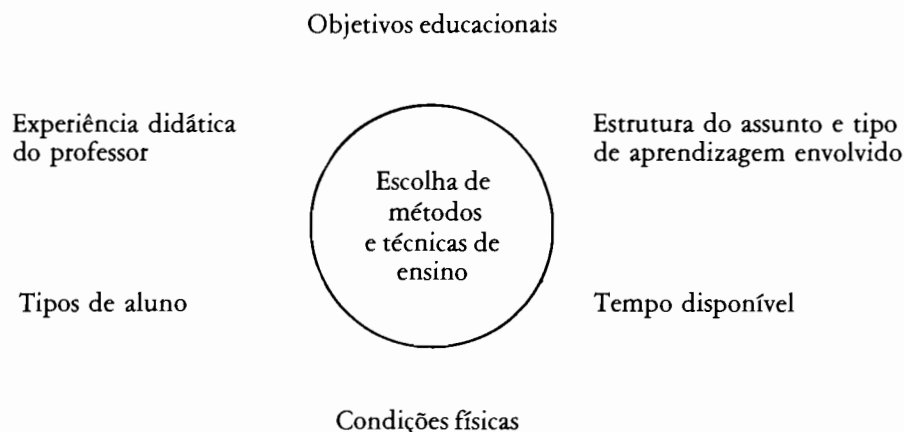 Objetivos educacionais
Experiência didática
do professor
Estrutura do assunto e tipo
de aprendizagem envolvido
Escolha de
métodos
e técnicas de
ensino
Tipos de aluno
Tempo disponível
Condições físicas